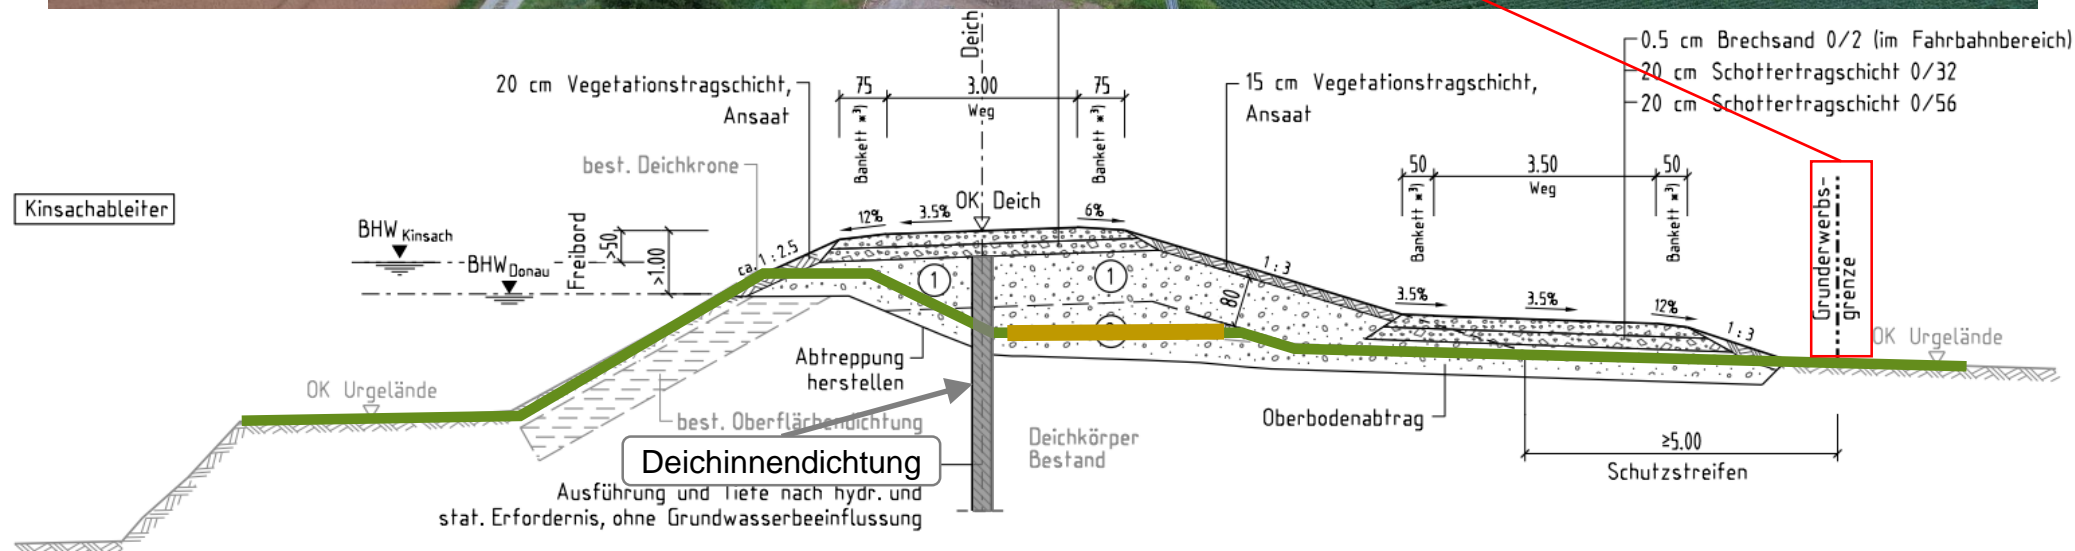 Deich
0.5 cm Brechsand 0/2 (im Fahrbahnbereich)
20 cm Schottertragschicht 0/32
20 cm Schottertragschicht 0/56
20 cm Vegetationstragschicht,
Ansaat
75
3.00
75
Weg
Bankett *³)
Bankett *³)
15 cm Vegetationstragschicht,
Ansaat
best. Deichkrone
50
3.50
50
Weg
Bankett *³)
Bankett *³)
Grunderwerbs-
grenze
Kinsachableiter
OK Deich
12%
3.5%
6%
BHW Kinsach
BHW Donau
Freibord
>50
>1.00
ca. 1 : 2.5
1
1
1 : 3
80
3.5%
3.5%
12%
1 : 3
OK Urgelände
OK Urgelände
Abtreppung
herstellen
best. Oberflächendichtung
Oberbodenabtrag
Deichkörper
Bestand
≥5.00
Schutzstreifen
Deichinnendichtung
Ausführung und Tiefe nach hydr. und
stat. Erfordernis, ohne Grundwasserbeeinflussung